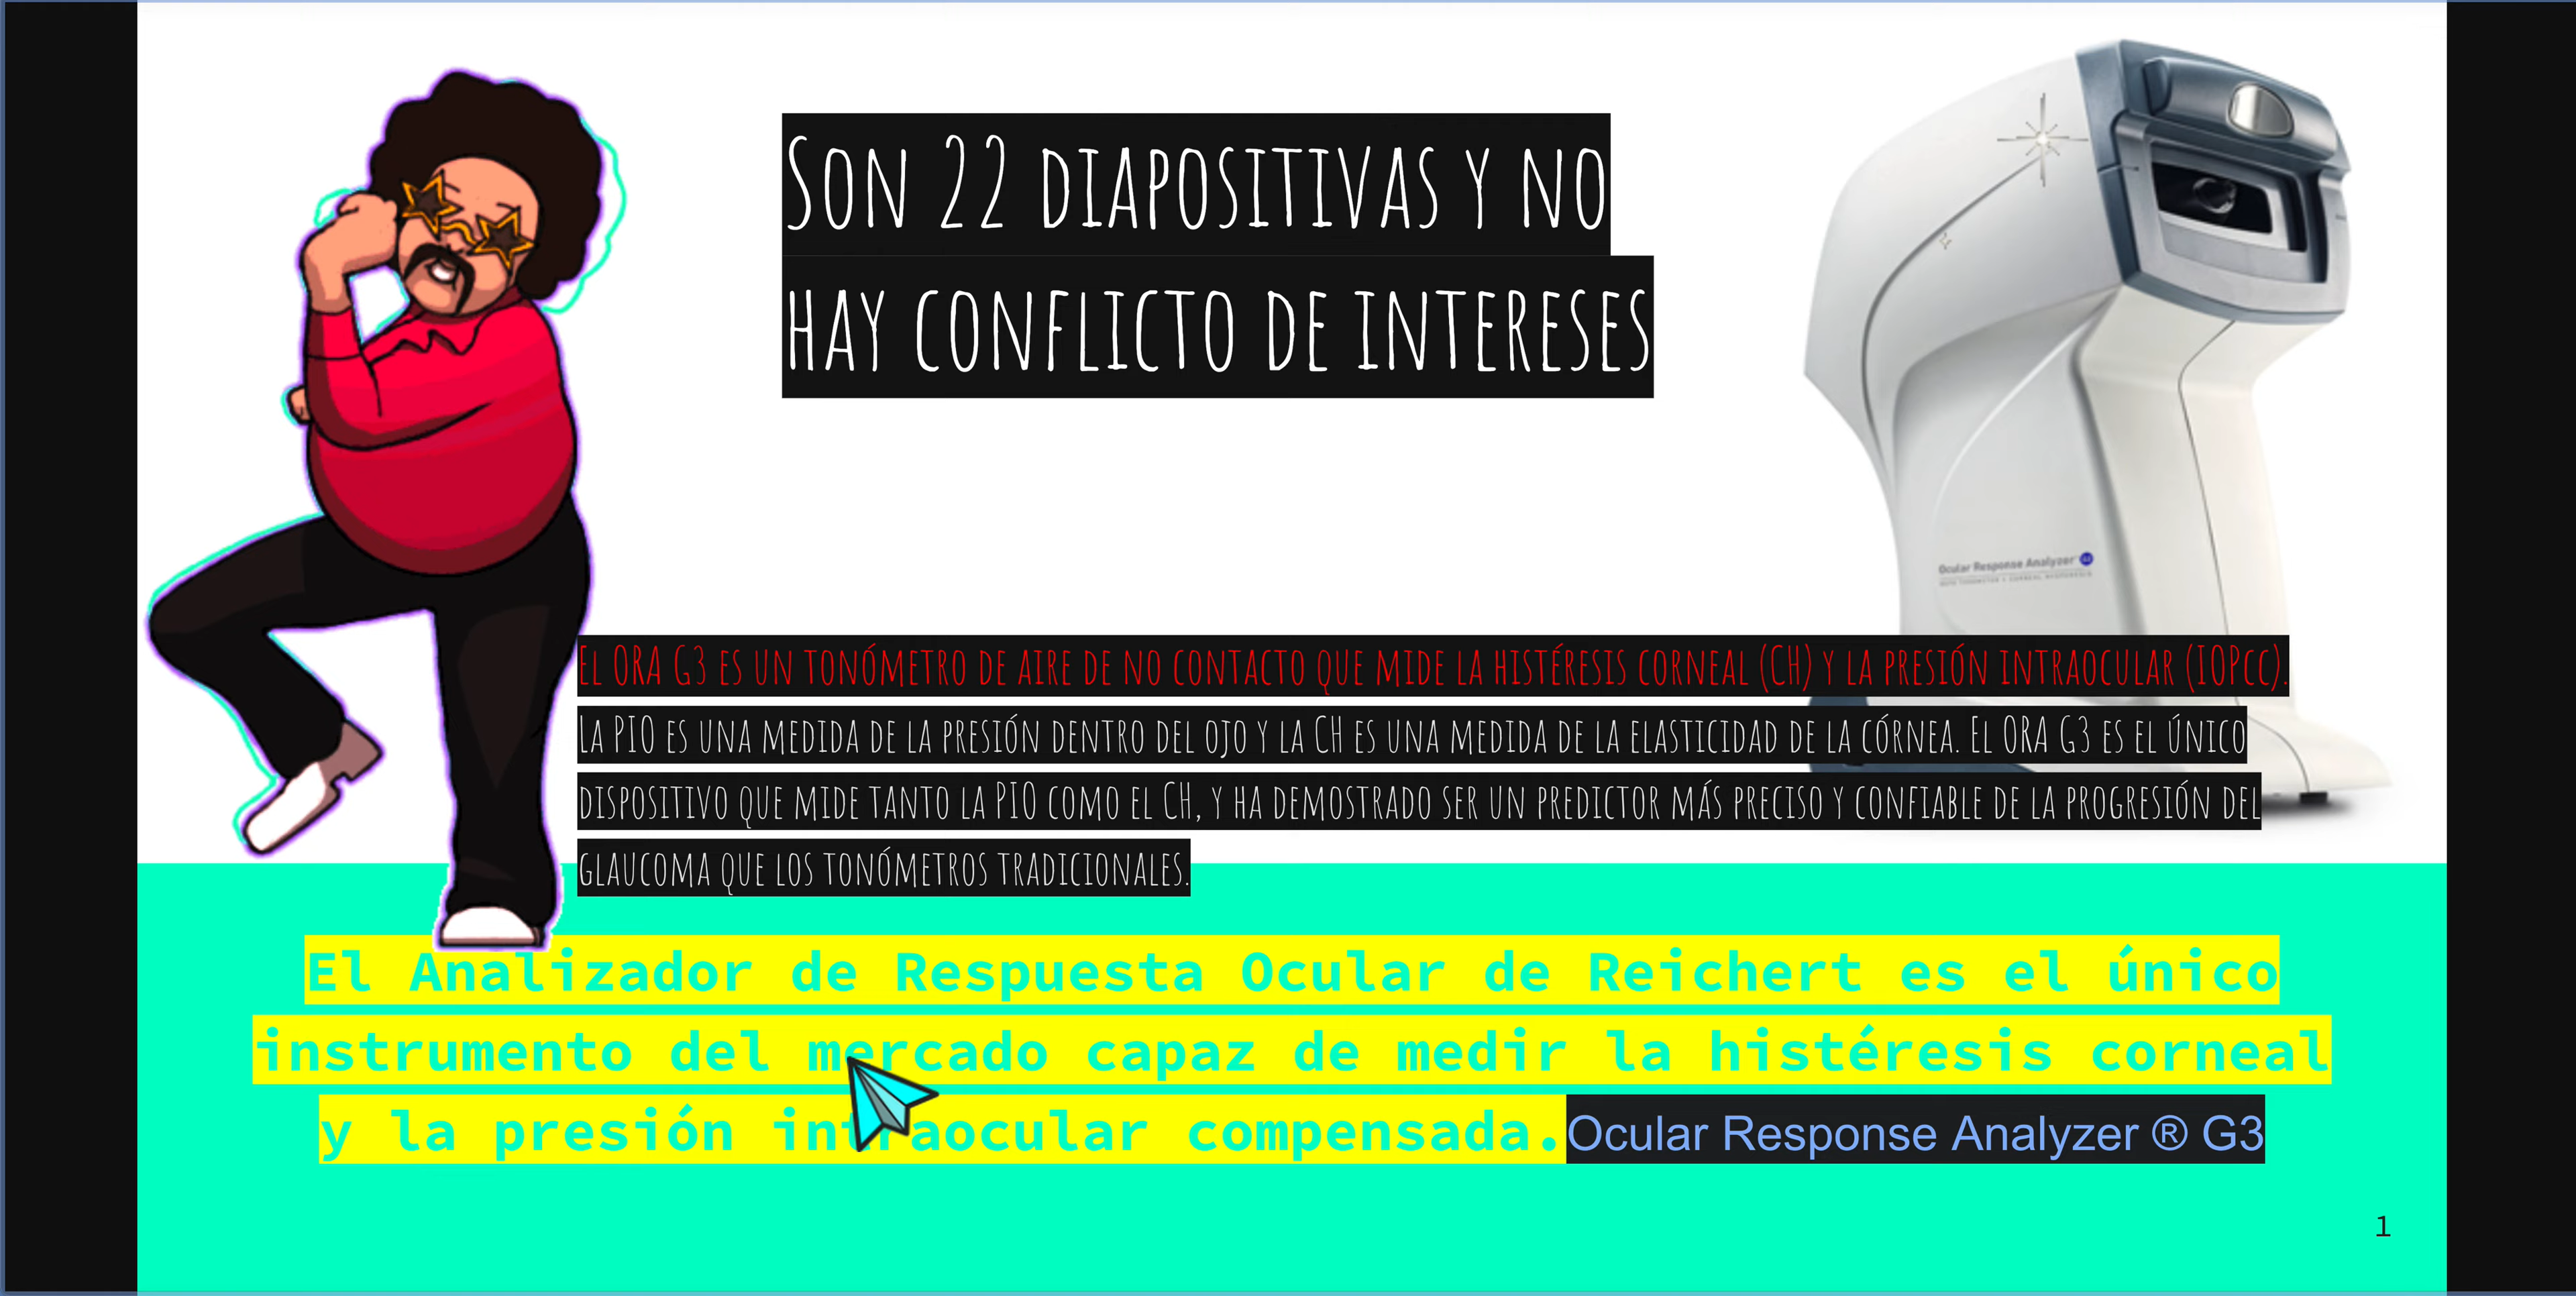 Son 22 diapositivas y no
hay conflicto de intereses
Ocular Response Analyzer® G3
El ORA G3 es un tonómetro de aire de no contacto que mide la histéresis corneal (CH) y la presión intraocular (IOPcc).
La PIO es una medida de la presión dentro del ojo y la CH es una medida de la elasticidad de la córnea. El ORA G3 es el único
dispositivo que mide tanto la PIO como el CH, y ha demostrado ser un predictor más preciso y confiable de la progresión del
glaucoma que los tonómetros tradicionales.
El Analizador de Respuesta Ocular de Reichert es el único
instrumento del mercado capaz de medir la histéresis corneal
y la presión intraocular compensada.Ocular Response Analyzer ® G3
1